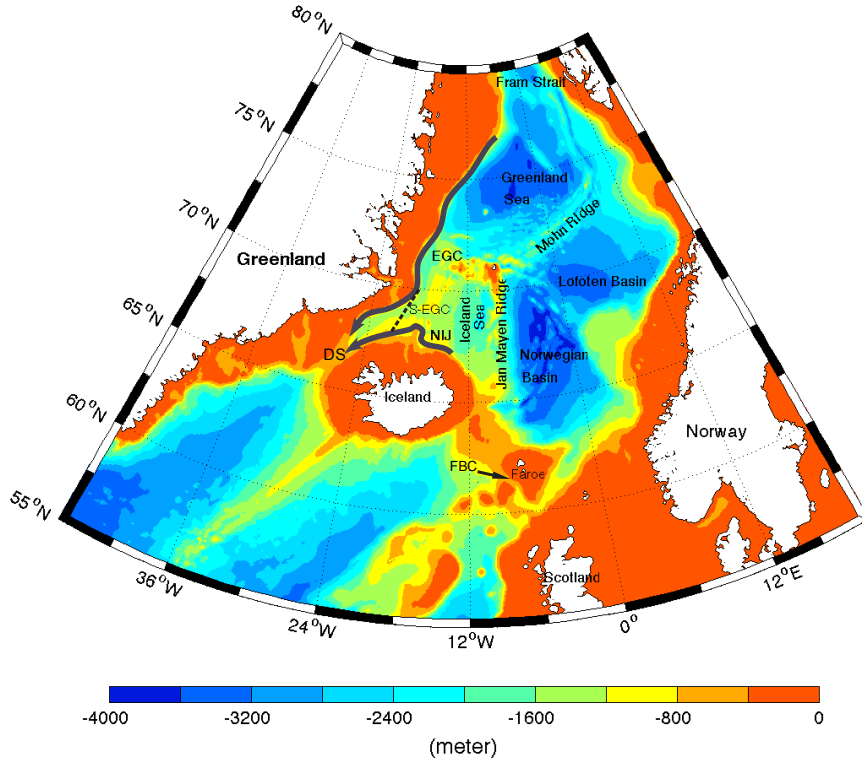 80°N
Fram Strait
75°N
Greenland
Sea
70°N
Mohn Ridge
Greenland
EGC
Lofoten Basin
65°N
S-EGC
Iceland
Sea
Jan Mayen Ridge
NIJ
DS
Norwegian
Basin
Iceland
60°N
Norway
FBC
Faroe
55°N
Scotland
36°W
24°W
12°W
0°
12°E
-4000
-3200
-2400
-1600
-800
0
(meter)